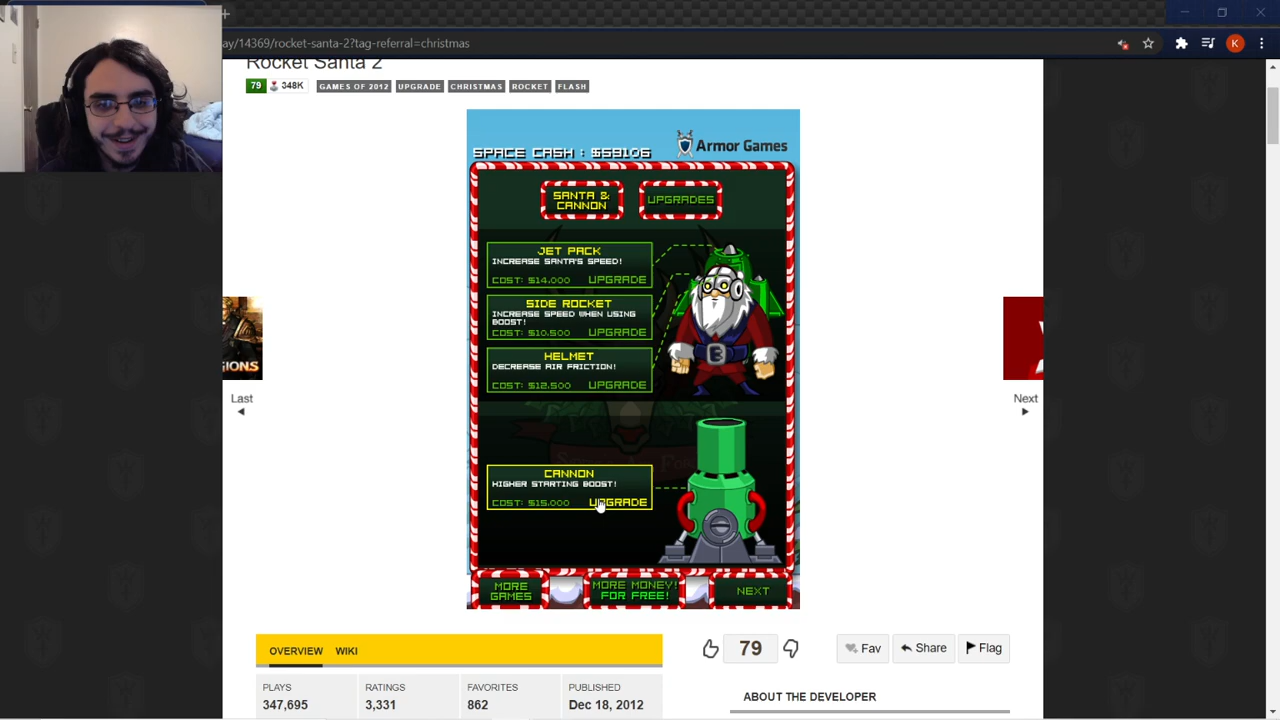 ay/14369/rocket-santa-2?tag-referral=christmas
K
Rocket Santa 2
79 348K GAMES OF 2012 UPGRADE CHRISTMAS ROCKET FLASH
Armor Games
SPACE CASH : $59106
SANTA &
CANNON
UPGRADES
JET PACK
INCREASE SANTA'S SPEED!
COST: $14.000 UPGRADE
SIDE ROCKET
INCREASE SPEED WHEN USING
BOOST!
COST: $10.500 UPGRADE
HELMET
DECREASE AIR FRICTION!
COST: $12.500 UPGRADE
CANNON
HIGHER STARTING BOOST!
COST: $15.000 UPGRADE
MORE
GAMES
MORE MONEY!
FOR FREE!
NEXT
IONS
Last
Next
OVERVIEW WIKI
79
Fav Share Flag
PLAYS RATINGS FAVORITES PUBLISHED
347,695 3,331 862 Dec 18, 2012
ABOUT THE DEVELOPER